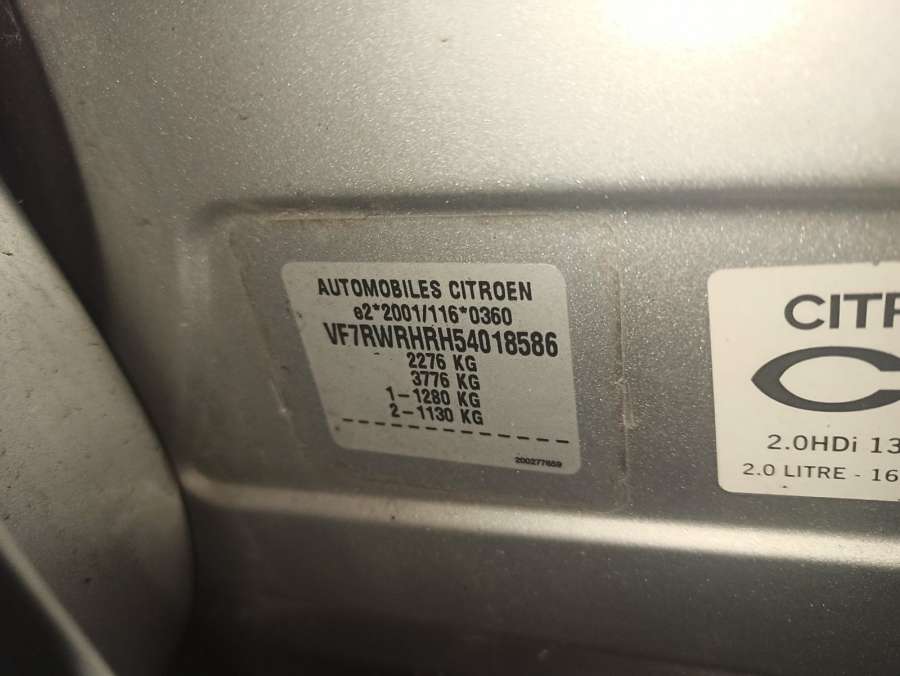 AUTOMOBILES CITROEN
e2*2001/116*0360
VF7RWRHRH54018586
2276 KG
3776 KG
1-1280 KG
2-1130 KG
200277659
CITR
2.0HDi 13
2.0 LITRE - 16